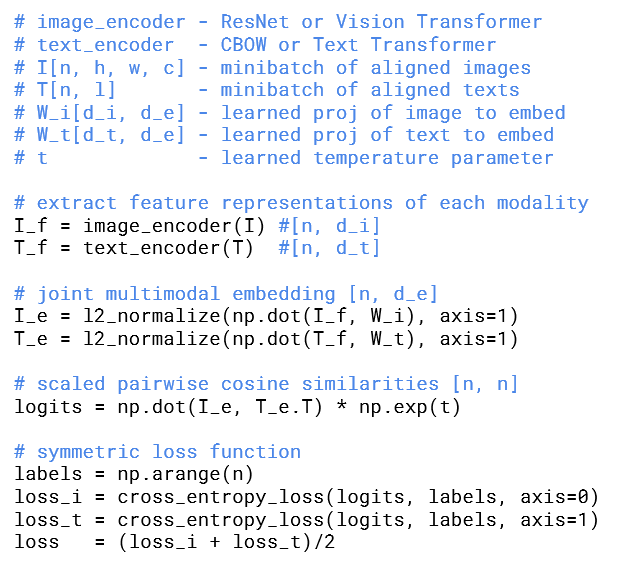 # image_encoder - ResNet or Vision Transformer
# text_encoder  - CBOW or Text Transformer
# I[n, h, w, c] - minibatch of aligned images
# T[n, l]       - minibatch of aligned texts
# W_i[d_i, d_e] - learned proj of image to embed
# W_t[d_t, d_e] - learned proj of text to embed
# t             - learned temperature parameter

# extract feature representations of each modality
I_f = image_encoder(I) #[n, d_i]
T_f = text_encoder(T)  #[n, d_t]

# joint multimodal embedding [n, d_e]
I_e = l2_normalize(np.dot(I_f, W_i), axis=1)
T_e = l2_normalize(np.dot(T_f, W_t), axis=1)

# scaled pairwise cosine similarities [n, n]
logits = np.dot(I_e, T_e.T) * np.exp(t)

# symmetric loss function
labels = np.arange(n)
loss_i = cross_entropy_loss(logits, labels, axis=0)
loss_t = cross_entropy_loss(logits, labels, axis=1)
loss   = (loss_i + loss_t)/2